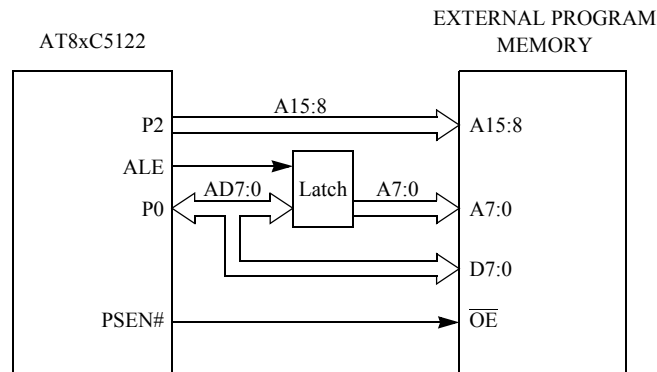 EXTERNAL PROGRAM
MEMORY
AT8xC5122
A15:8
P2
A15:8
ALE
AD7:0
Latch
A7:0
P0
A7:0
D7:0
PSEN#
O̅E̅